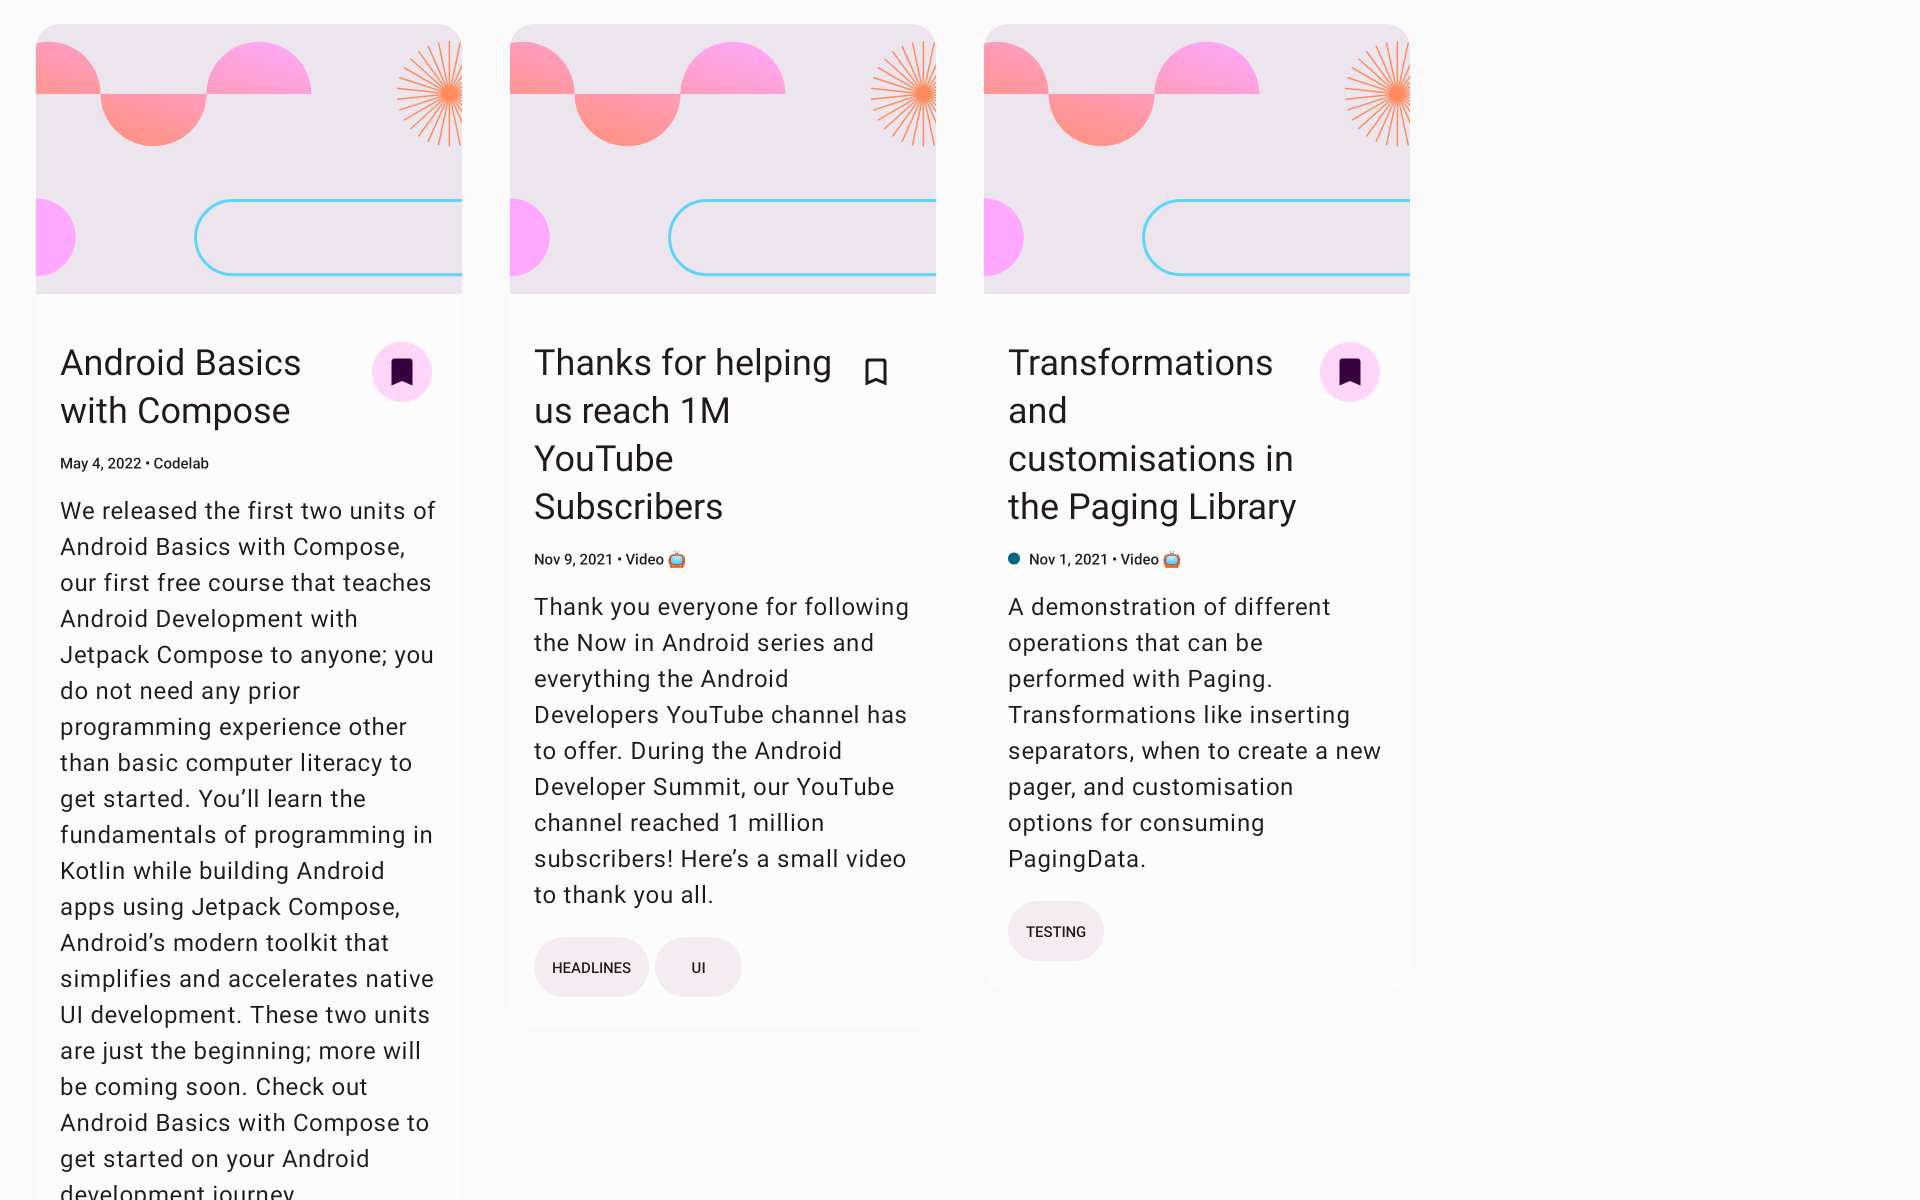 Android Basics
with Compose
May 4, 2022 • Codelab
We released the first two units of
Android Basics with Compose,
our first free course that teaches
Android Development with
Jetpack Compose to anyone; you
do not need any prior
programming experience other
than basic computer literacy to
get started. You’ll learn the
fundamentals of programming in
Kotlin while building Android
apps using Jetpack Compose,
Android’s modern toolkit that
simplifies and accelerates native
UI development. These two units
are just the beginning; more will
be coming soon. Check out
Android Basics with Compose to
get started on your Android
development journey
Thanks for helping
us reach 1M
YouTube
Subscribers
Nov 9, 2021 • Video 📺
Thank you everyone for following
the Now in Android series and
everything the Android
Developers YouTube channel has
to offer. During the Android
Developer Summit, our YouTube
channel reached 1 million
subscribers! Here’s a small video
to thank you all.
HEADLINES
UI
Transformations
and
customisations in
the Paging Library
Nov 1, 2021 • Video 📺
A demonstration of different
operations that can be
performed with Paging.
Transformations like inserting
separators, when to create a new
pager, and customisation
options for consuming
PagingData.
TESTING